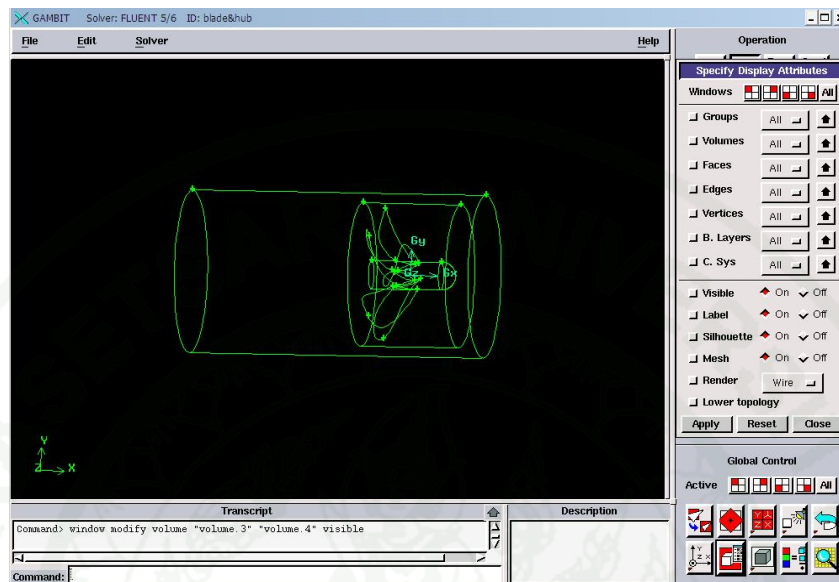 GAMBIT Solver: FLUENT 5/6 ID: blade&hub
File Edit Solver Help
Operation
Specify Display Attributes
Windows All
Groups All
Volumes All
Faces All
Edges All
Vertices All
B. Layers All
C. Sys All
Visible On Off
Label On Off
Silhouette On Off
Mesh On Off
Render Wire
Lower topology
Apply Reset Close
Gy
Gz Gx
Y
Z X
Global Control
Active All
Transcript
Description
Command> window modify volume "volume.3" "volume.4" visible
Command: